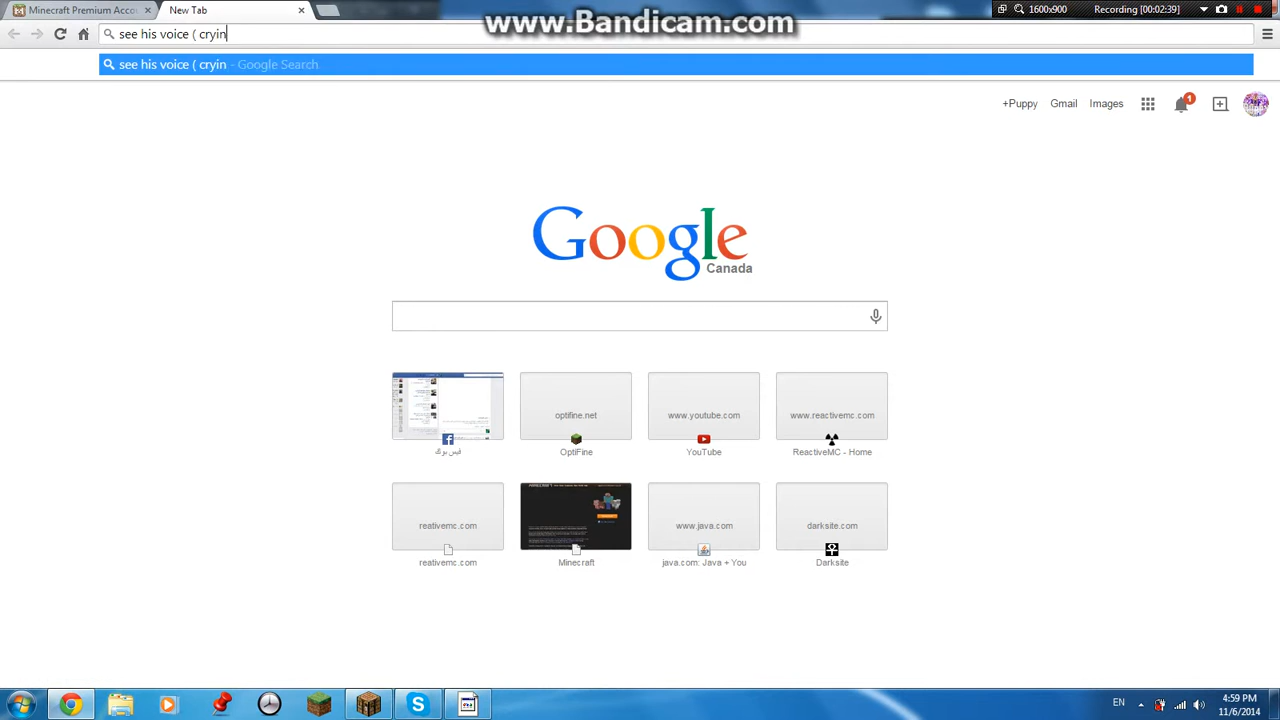 www.Bandicam.com
1600x900
Recording [00:02:39]
Minecraft Premium Acco
New Tab
see his voice ( cryin
see his voice ( cryin - Google Search
+Puppy
Gmail
Images
1
Google
Canada
optifine.net
www.youtube.com
www.reactivemc.com
فيس بوك
OptiFine
YouTube
ReactiveMC - Home
reativemc.com
www.java.com
darksite.com
reativemc.com
Minecraft
java.com: Java + You
Darksite
EN
4:59 PM
11/6/2014